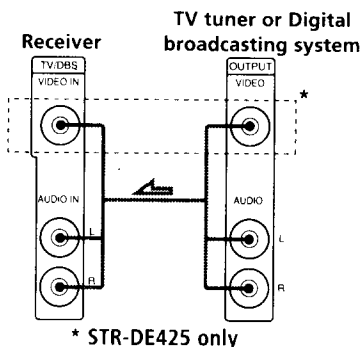 TV tuner or Digital
broadcasting system
Receiver
TV/DBS
VIDEO IN
OUTPUT
VIDEO
*
AUDIO IN
AUDIO
L
L
R
R
* STR-DE425 only